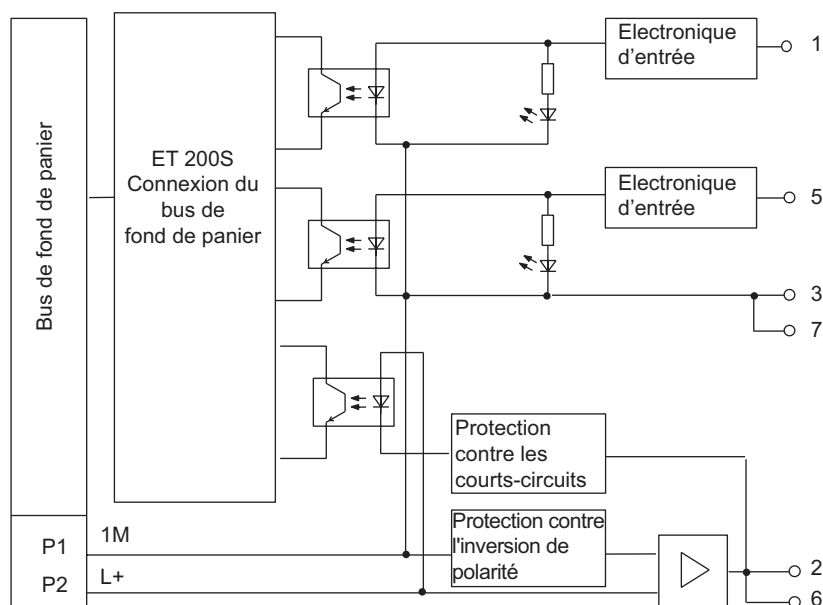 Bus de fond de panier
ET 200S
Connexion du
bus de
fond de panier
Electronique
d'entrée
1
Electronique
d'entrée
5
3
7
Protection
contre les
courts-circuits
Protection contre
l'inversion de
polarité
P1
1M
P2
L+
2
6